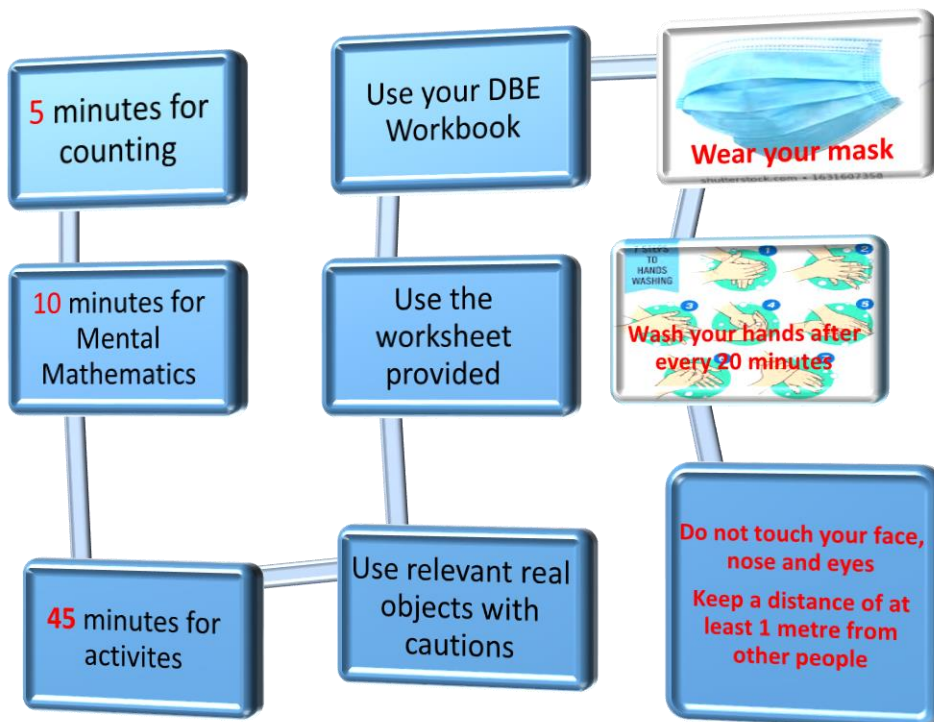 5 minutes for
counting
10 minutes for
Mental
Mathematics
45 minutes for
activites
Use relevant real
objects with
cautions
Use the
worksheet
provided
Use your DBE
Workbook
Wear your mask
shutterstock.com • 1631607358
7 STEPS
TO
HANDS
WASHING
1
2
3
4
5
Wash your hands after
every 20 minutes
Do not touch your face,
nose and eyes
Keep a distance of at
least 1 metre from
other people